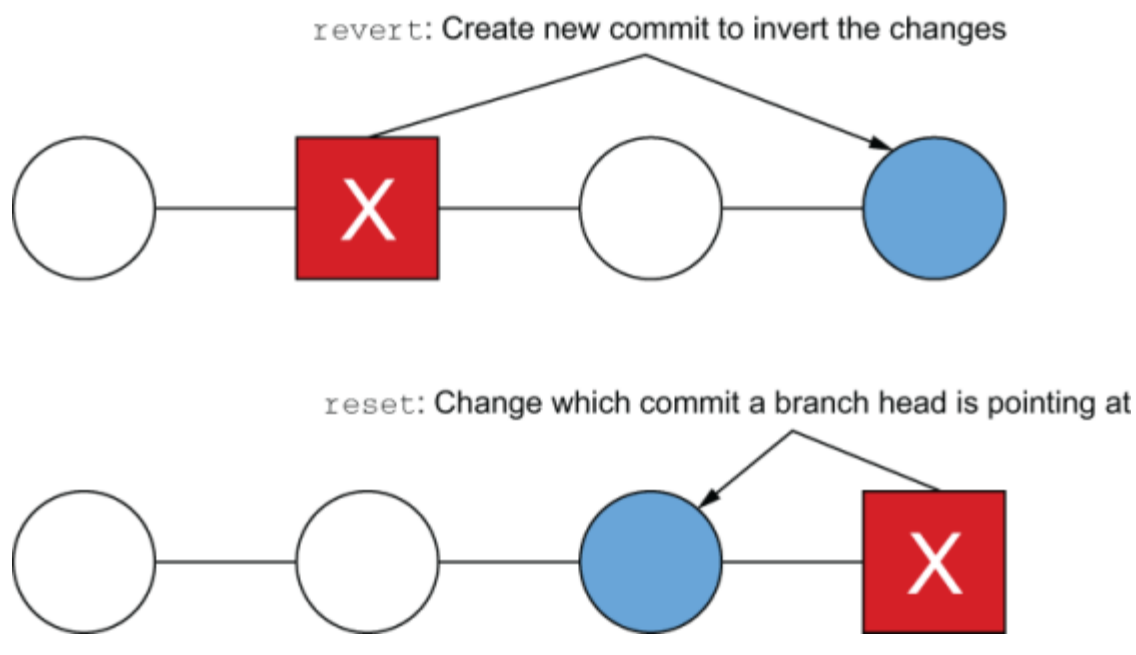 revert: Create new commit to invert the changes
X
reset: Change which commit a branch head is pointing at
X